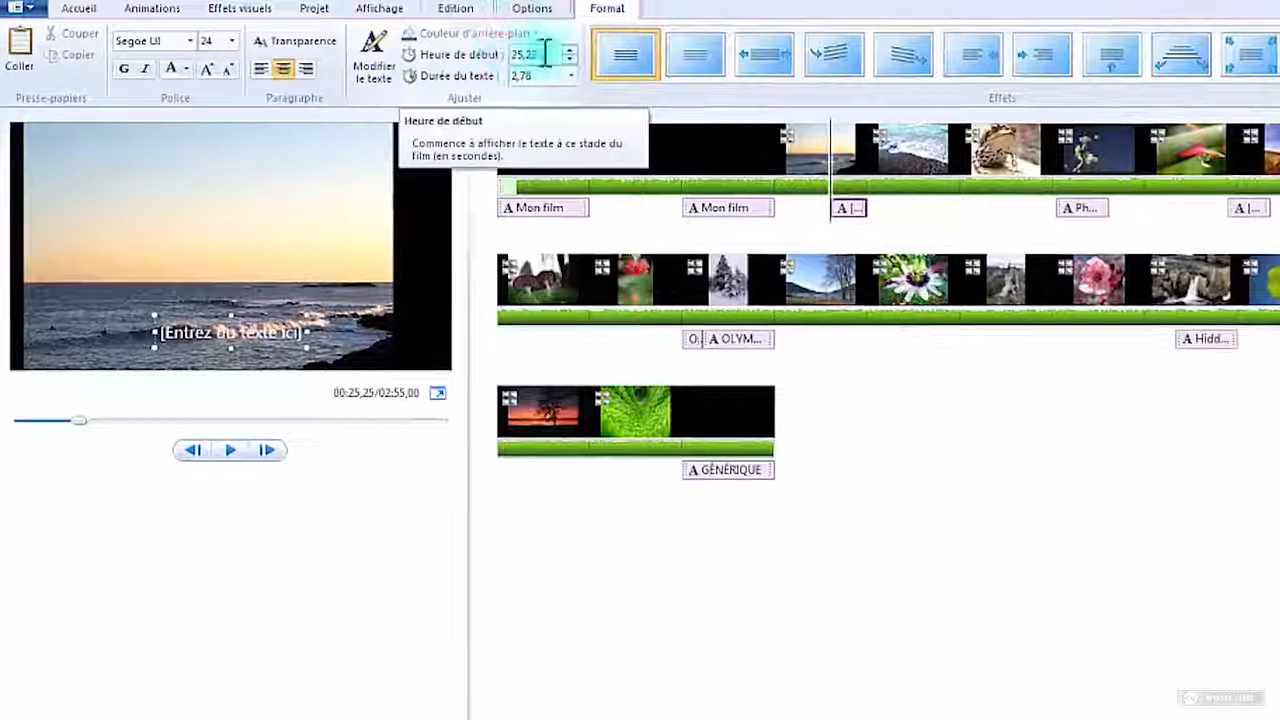 Accueil Animations Effets visuels Projet Affichage Edition Options Format
Coller
Couper
Copier
Presse-papiers
Segoe UI 24
G I A A A
Police
Transparence
Paragraphe
Modifier le texte
Couleur d'arrière-plan
Heure de début :
Durée du texte : 2,78
Ajuster
Effets
Heure de début
Commence à afficher le texte à ce stade du
film (en secondes).
[Entrez du texte ici]
00:25,25/02:55,00
A Mon film A Mon film A [... A Ph... A [...
O... A OLYM... A Hidd...
A GÉNÉRIQUE